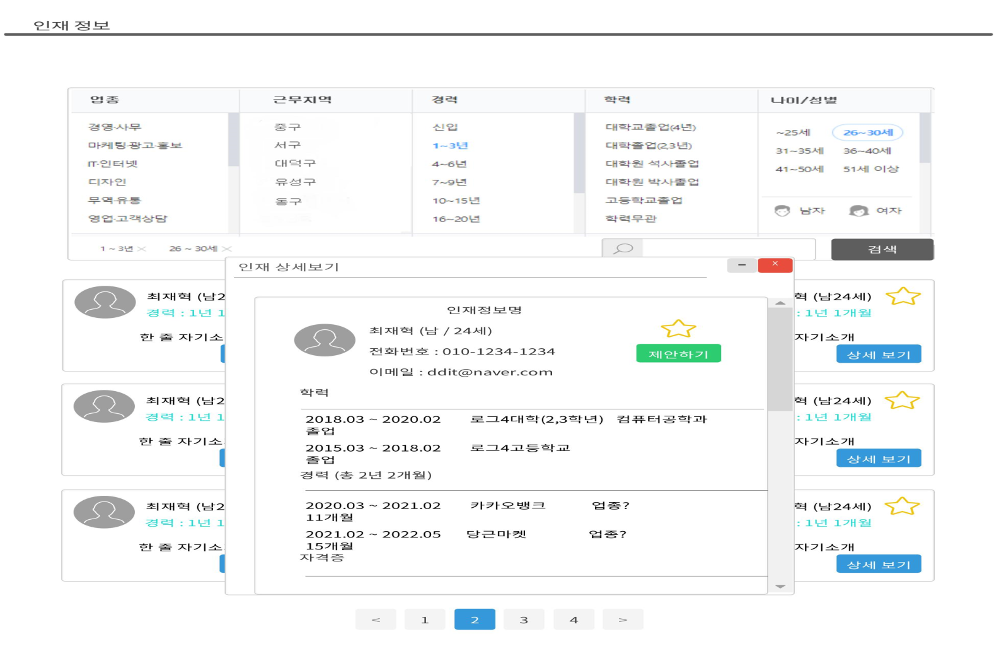 인재 정보
업종 근무지역 경력 학력 나이/성별
경영·사무 중구 신입 대학교졸업(4년) ~25세 26~30세
마케팅·광고·홍보 서구 1~3년 대학졸업(2,3년) 31~35세 36~40세
IT·인터넷 대덕구 4~6년 대학원 석사졸업 41~50세 51세 이상
디자인 유성구 7~9년 대학원 박사졸업
무역·유통 동구 10~15년 고등학교졸업 남자 여자
영업·고객상담 16~20년 학력무관
1 ~ 3년 × 26 ~ 30세 × 검색
인재 상세보기 - ×
최재혁 (남2 혁 (남24세)
경력 : 1년 1 : 1년 1개월
한 줄 자기소 자기소개
상세 보기
인재정보명
최재혁 (남 / 24세)
전화번호 : 010-1234-1234 제안하기
이메일 : ddit@naver.com
학력
2018.03 ~ 2020.02 로그4대학(2,3학년) 컴퓨터공학과
졸업
2015.03 ~ 2018.02 로그4고등학교
졸업
경력 (총 2년 2개월)
2020.03 ~ 2021.02 카카오뱅크 업종?
11개월
2021.02 ~ 2022.05 당근마켓 업종?
15개월
자격증
최재혁 (남2 혁 (남24세)
경력 : 1년 1 : 1년 1개월
한 줄 자기소 자기소개
상세 보기
최재혁 (남2 혁 (남24세)
경력 : 1년 1 : 1년 1개월
한 줄 자기소 자기소개
상세 보기
< 1 2 3 4 >